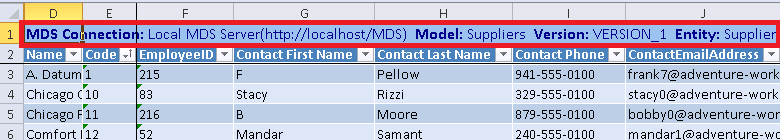 D E F G H I J
1 MDS Connection: Local MDS Server(http://localhost/MDS) Model: Suppliers Version: VERSION_1 Entity: Supplier
2 Name Code EmployeeID Contact First Name Contact Last Name Contact Phone ContactEmailAddress
3 A. Datum 1 215 F Pellow 941-555-0100 frank7@adventure-work
4 Chicago C 10 83 Stacy Rizzi 329-555-0100 stacy0@adventure-work
5 Chicago F 11 216 B Moore 879-555-0100 bobby0@adventure-work
6 Comfort I 12 52 Mandar Samant 240-555-0100 mandar1@adventure-wor